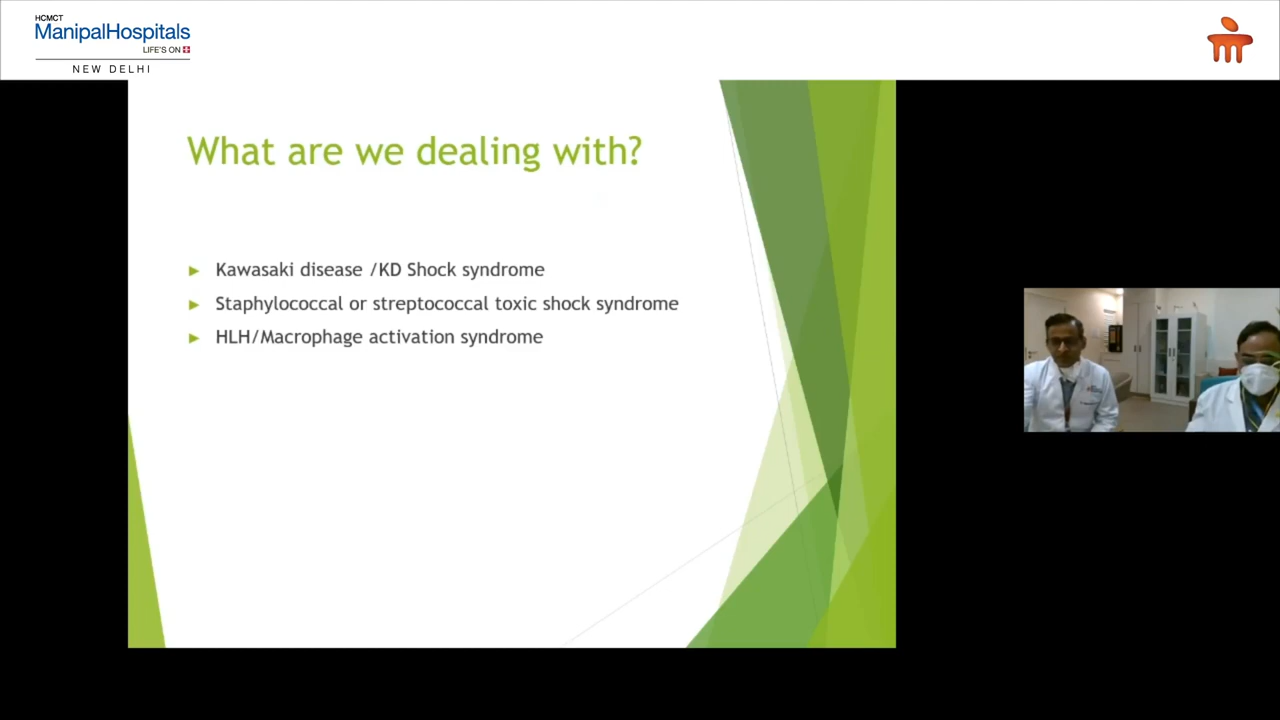 HCMCT
ManipalHospitals
LIFE'S ON
NEW DELHI
What are we dealing with?
Kawasaki disease /KD Shock syndrome
Staphylococcal or streptococcal toxic shock syndrome
HLH/Macrophage activation syndrome